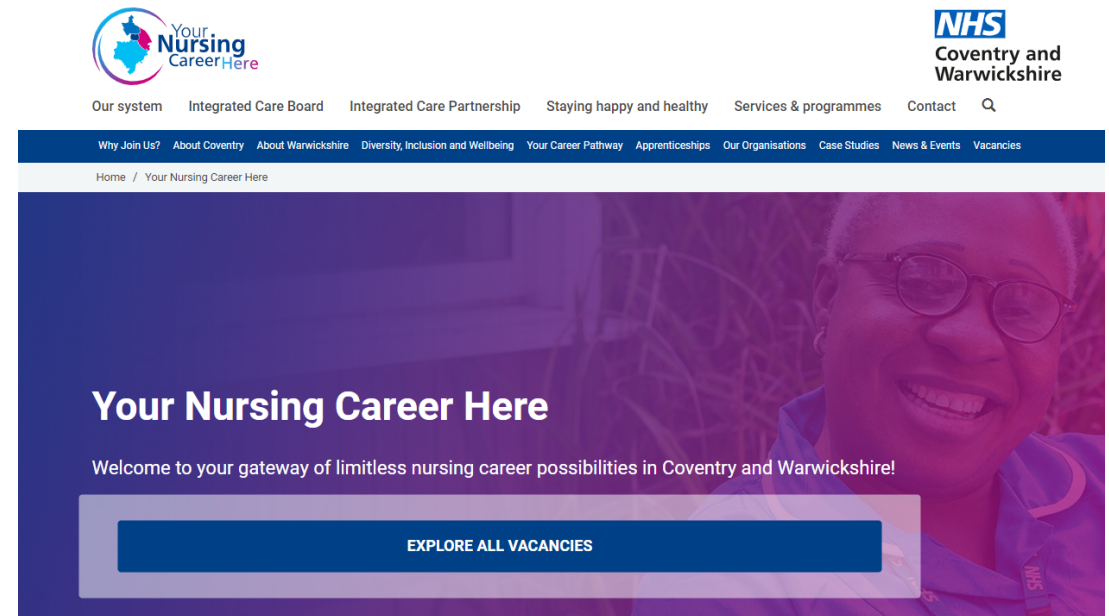 Your
Nursing
Career Here
NHS
Coventry and
Warwickshire
Our system Integrated Care Board Integrated Care Partnership Staying happy and healthy Services & programmes Contact
Why Join Us? About Coventry About Warwickshire Diversity, Inclusion and Wellbeing Your Career Pathway Apprenticeships Our Organisations Case Studies News & Events Vacancies
Home / Your Nursing Career Here
Your Nursing Career Here
Welcome to your gateway of limitless nursing career possibilities in Coventry and Warwickshire!
EXPLORE ALL VACANCIES
NHS